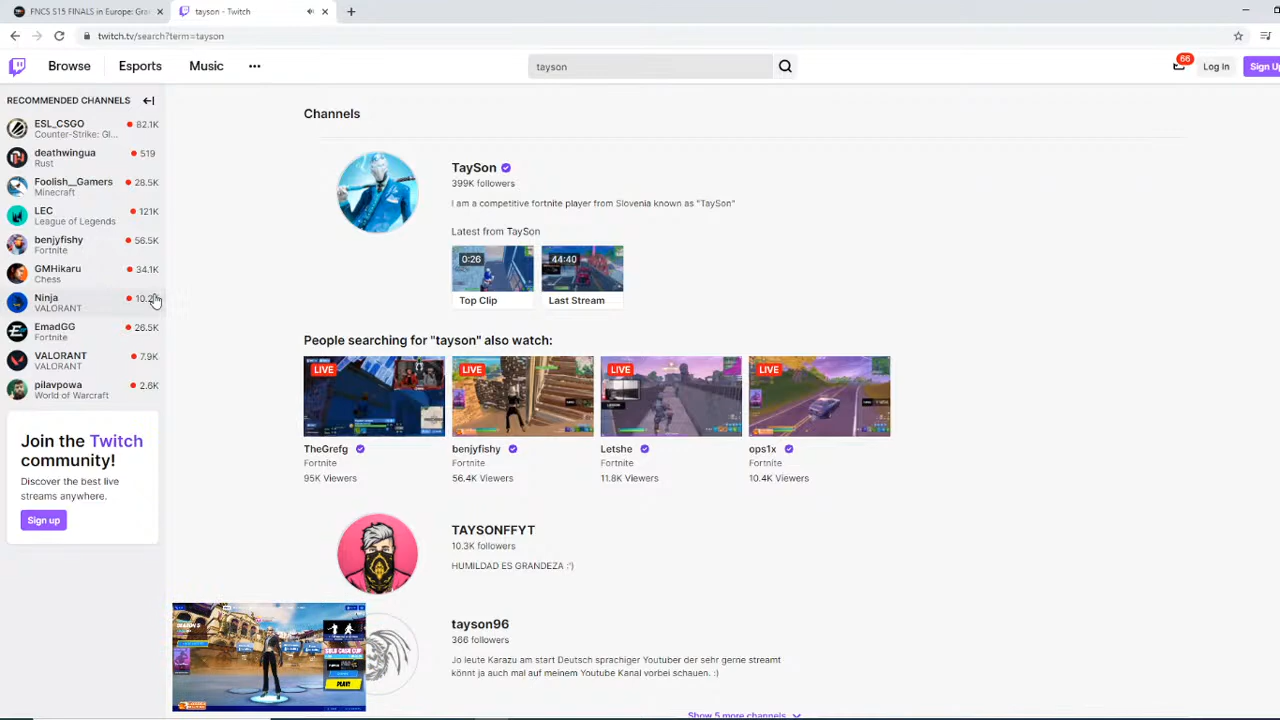 FNCS S15 FINALS in Europe: Gra
tayson - Twitch
twitch.tv/search?term=tayson
Browse
Esports
Music
tayson
66
Log In
Sign Up
RECOMMENDED CHANNELS
ESL_CSGO
82.1K
Counter-Strike: Gl...
deathwingua
519
Rust
Foolish__Gamers
28.5K
Minecraft
LEC
121K
League of Legends
benjyfishy
56.5K
Fortnite
GMHikaru
34.1K
Chess
Ninja
VALORANT
EmadGG
26.5K
Fortnite
VALORANT
7.9K
VALORANT
pilavpowa
2.6K
World of Warcraft
Join the Twitch
community!
Discover the best live
streams anywhere.
Sign up
Channels
TaySon
399K followers
I am a competitive fortnite player from Slovenia known as "TaySon"
Latest from TaySon
0:26
44:40
Top Clip
Last Stream
People searching for "tayson" also watch:
LIVE
LIVE
LIVE
LIVE
TheGrefg
benjyfishy
Letshe
ops1x
Fortnite
Fortnite
Fortnite
Fortnite
95K Viewers
56.4K Viewers
11.8K Viewers
10.4K Viewers
TAYSONFFYT
10.3K followers
HUMILDAD ES GRANDEZA :')
tayson96
366 followers
Jo leute Karazu am start Deutsch sprachiger Youtuber der sehr gerne streamt
könnt ja auch mal auf meinem Youtube Kanal vorbei schauen. :)
PLAY!
Show 5 more channels